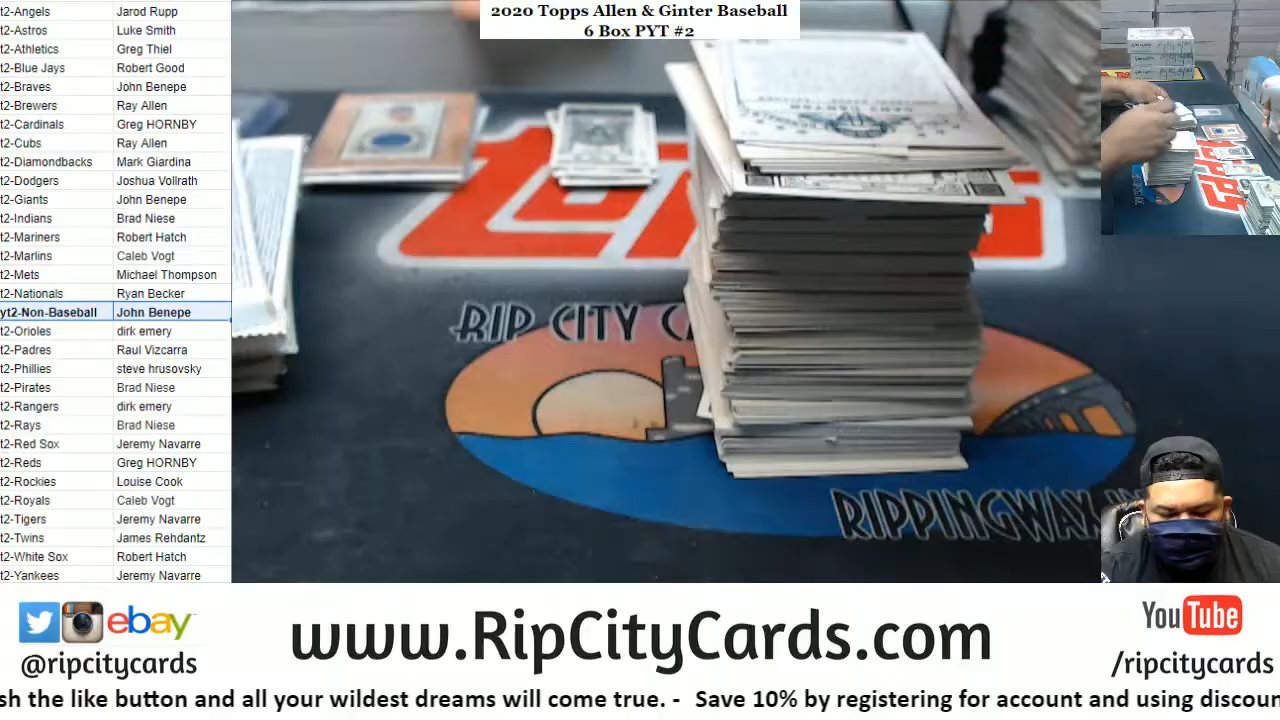 2020 Topps Allen & Ginter Baseball
6 Box PYT #2
t2-Angels Jarod Rupp
t2-Astros Luke Smith
t2-Athletics Greg Thiel
t2-Blue Jays Robert Good
t2-Braves John Benepe
t2-Brewers Ray Allen
t2-Cardinals Greg HORNBY
t2-Cubs Ray Allen
t2-Diamondbacks Mark Giardina
t2-Dodgers Joshua Vollrath
t2-Giants John Benepe
t2-Indians Brad Niese
t2-Mariners Robert Hatch
t2-Marlins Caleb Vogt
t2-Mets Michael Thompson
t2-Nationals Ryan Becker
yt2-Non-Baseball John Benepe
t2-Orioles dirk emery
t2-Padres Raul Vizcarra
t2-Phillies steve hrusovsky
t2-Pirates Brad Niese
t2-Rangers dirk emery
t2-Rays Brad Niese
t2-Red Sox Jeremy Navarre
t2-Reds Greg HORNBY
t2-Rockies Louise Cook
t2-Royals Caleb Vogt
t2-Tigers Jeremy Navarre
t2-Twins James Rehdantz
t2-White Sox Robert Hatch
t2-Yankees Jeremy Navarre
RIP CITY C
RIPPINGWAX
ebay
@ripcitycards
www.RipCityCards.com
YouTube
/ripcitycards
sh the like button and all your wildest dreams will come true. - Save 10% by registering for account and using discoun